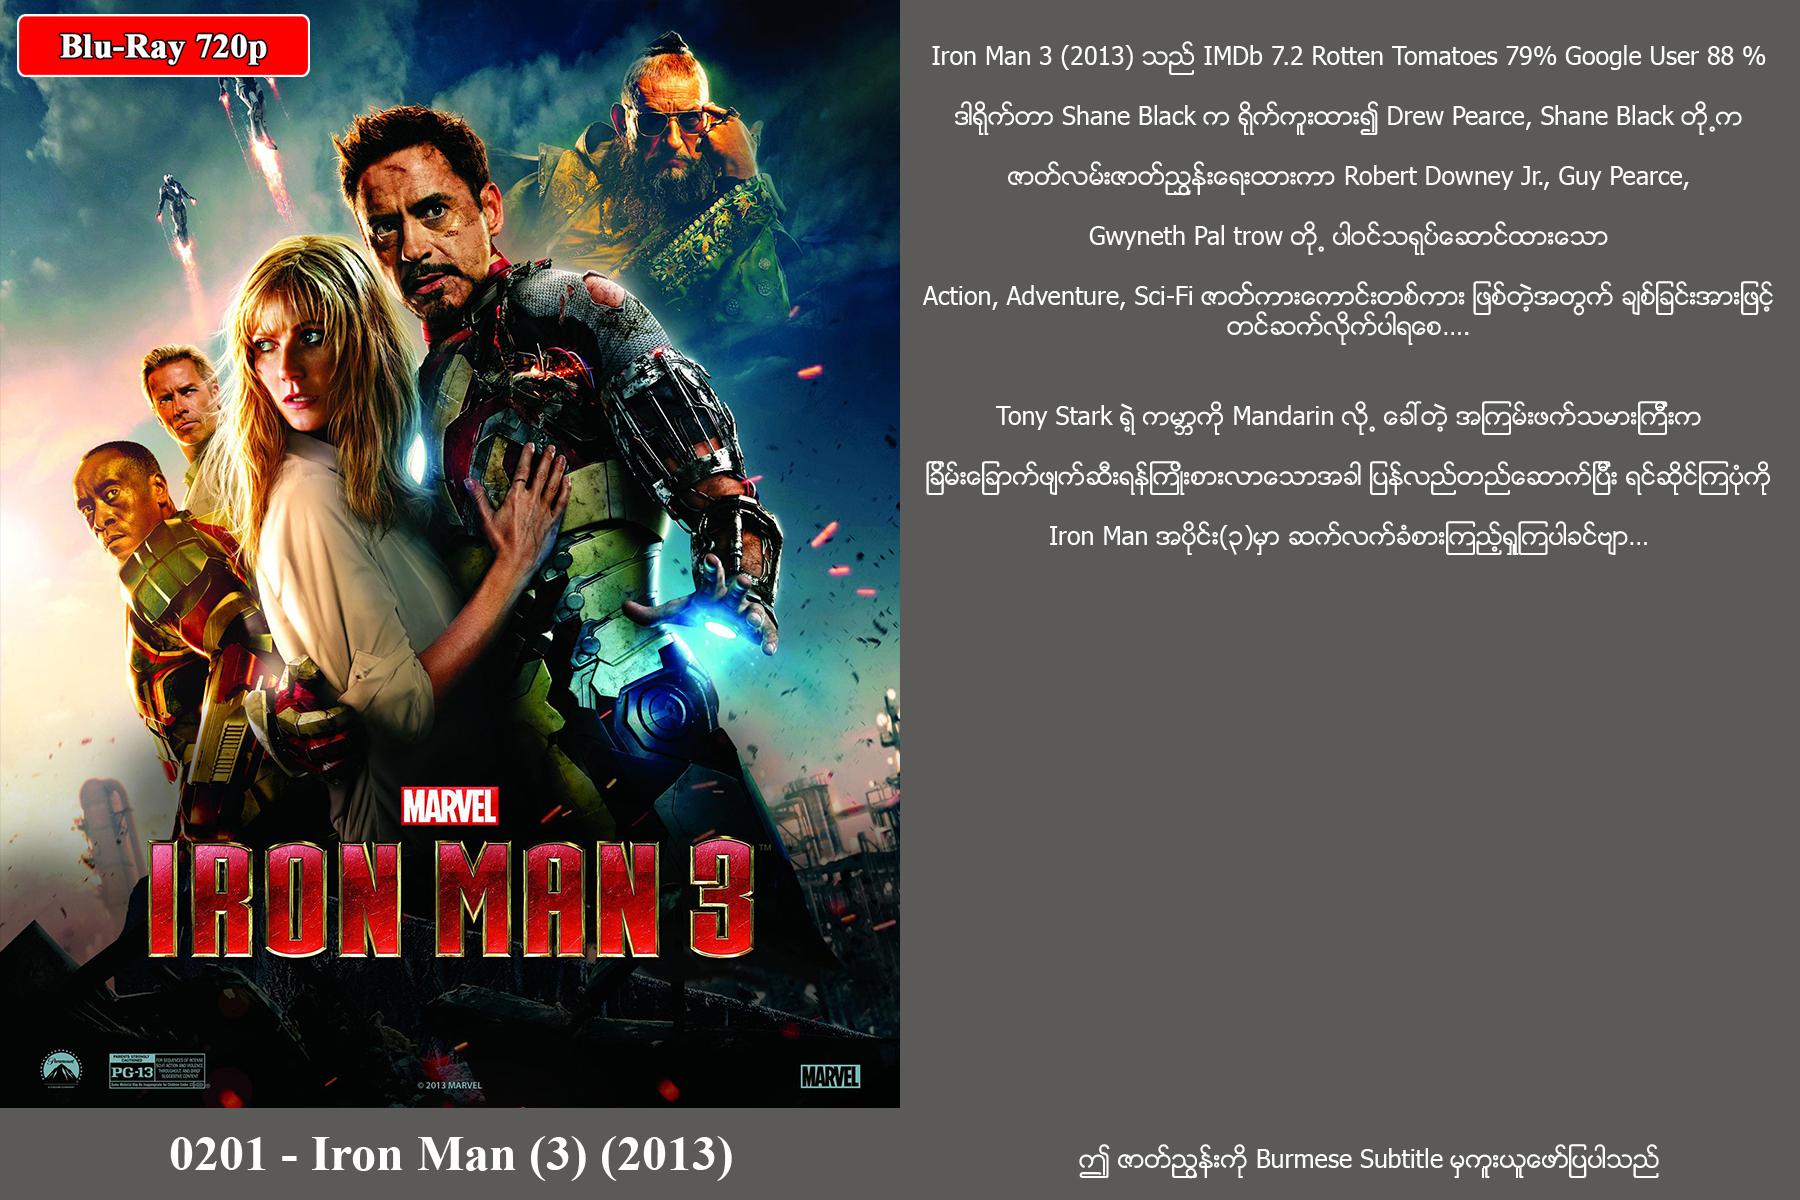 Blu-Ray 720p
MARVEL
IRON MAN 3
TM
Paramount
PARENTS STRONGLY CAUTIONED
PG-13
© 2013 MARVEL
MARVEL
0201 - Iron Man (3) (2013)
Iron Man 3 (2013) သည် IMDb 7.2 Rotten Tomatoes 79% Google User 88 %
ဒါရိုက်တာ Shane Black က ရိုက်ကူးထား၍ Drew Pearce, Shane Black တို့က
ဇာတ်လမ်းဇာတ်ညွှန်းရေးထားကာ Robert Downey Jr., Guy Pearce,
Gwyneth Pal trow တို့ ပါဝင်သရုပ်ဆောင်ထားသော
Action, Adventure, Sci-Fi ဇာတ်ကားကောင်းတစ်ကား ဖြစ်တဲ့အတွက် ချစ်ခြင်းအားဖြင့်
တင်ဆက်လိုက်ပါရစေ....
Tony Stark ရဲ့ ကမ္ဘာကို Mandarin လို့ ခေါ်တဲ့ အကြမ်းဖက်သမားကြီးက
ခြိမ်းခြောက်ဖျက်ဆီးရန်ကြိုးစားလာသောအခါ ပြန်လည်တည်ဆောက်ပြီး ရင်ဆိုင်ကြပုံကို
Iron Man အပိုင်း(၃)မှာ ဆက်လက်ခံစားကြည့်ရှုကြပါခင်ဗျာ...
ဤ ဇာတ်ညွှန်းကို Burmese Subtitle မှကူးယူဖော်ပြပါသည်